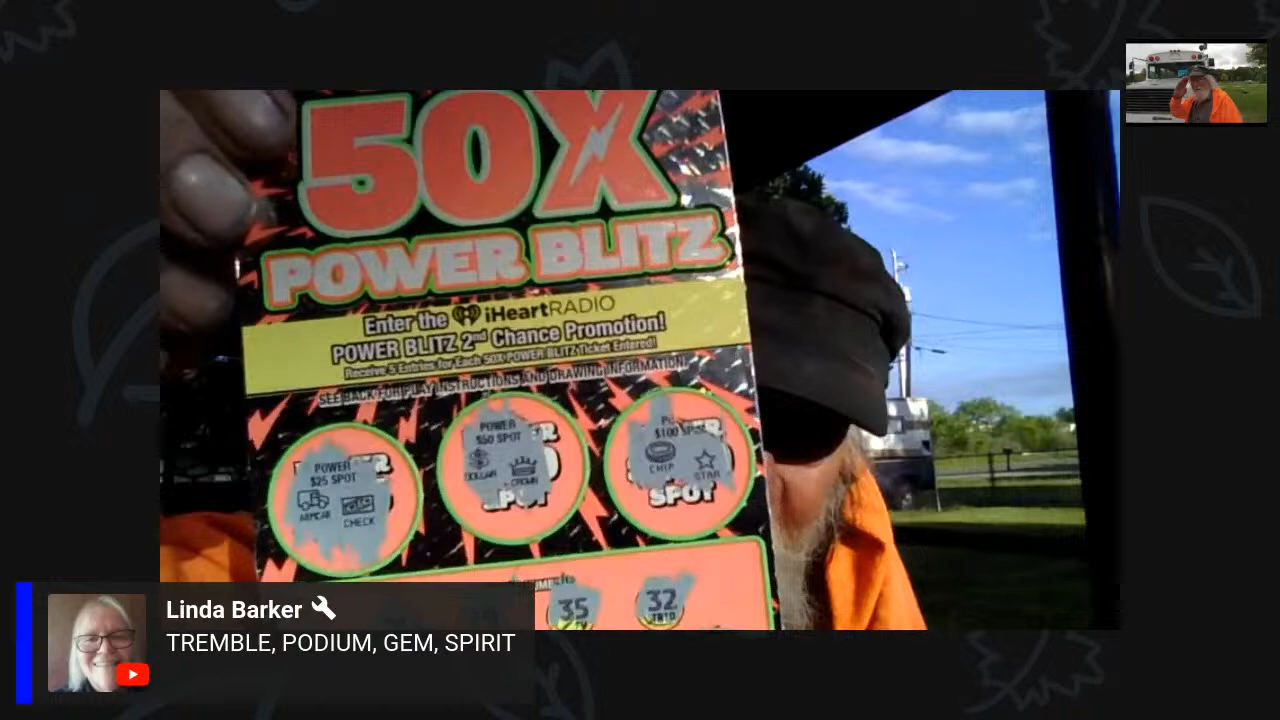 50X
POWER BLITZ
Enter the iHeartRADIO
POWER BLITZ 2nd Chance Promotion!
Receive 5 Entries for Each 50X POWER BLITZ Ticket Entered!
SEE BACK FOR PLAY INSTRUCTIONS AND DRAWING INFORMATION!
POWER
$25 SPOT
ARMCAR
CHECK
POWER
$50 SPOT
DOLLAR
CROWN
SPOT
$100 SPOT
CHIP
STAR
SPOT
35
32
Linda Barker
TREMBLE, PODIUM, GEM, SPIRIT